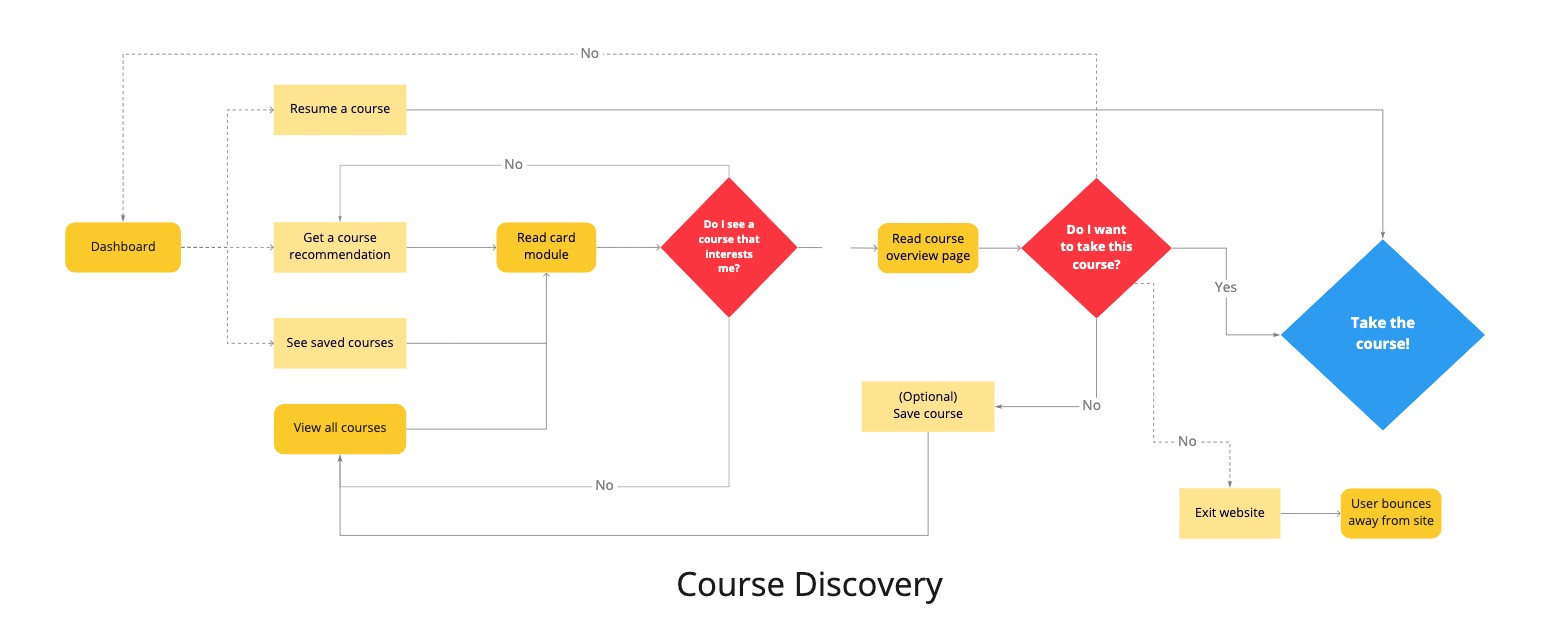 No
Resume a course
No
Dashboard
Get a course
recommendation
Read card
module
Do I see a
course that
interests
me?
Read course
overview page
Do I want
to take this
course?
Yes
Take the
course!
See saved courses
(Optional)
Save course
No
View all courses
No
No
Exit website
User bounces
away from site
Course Discovery